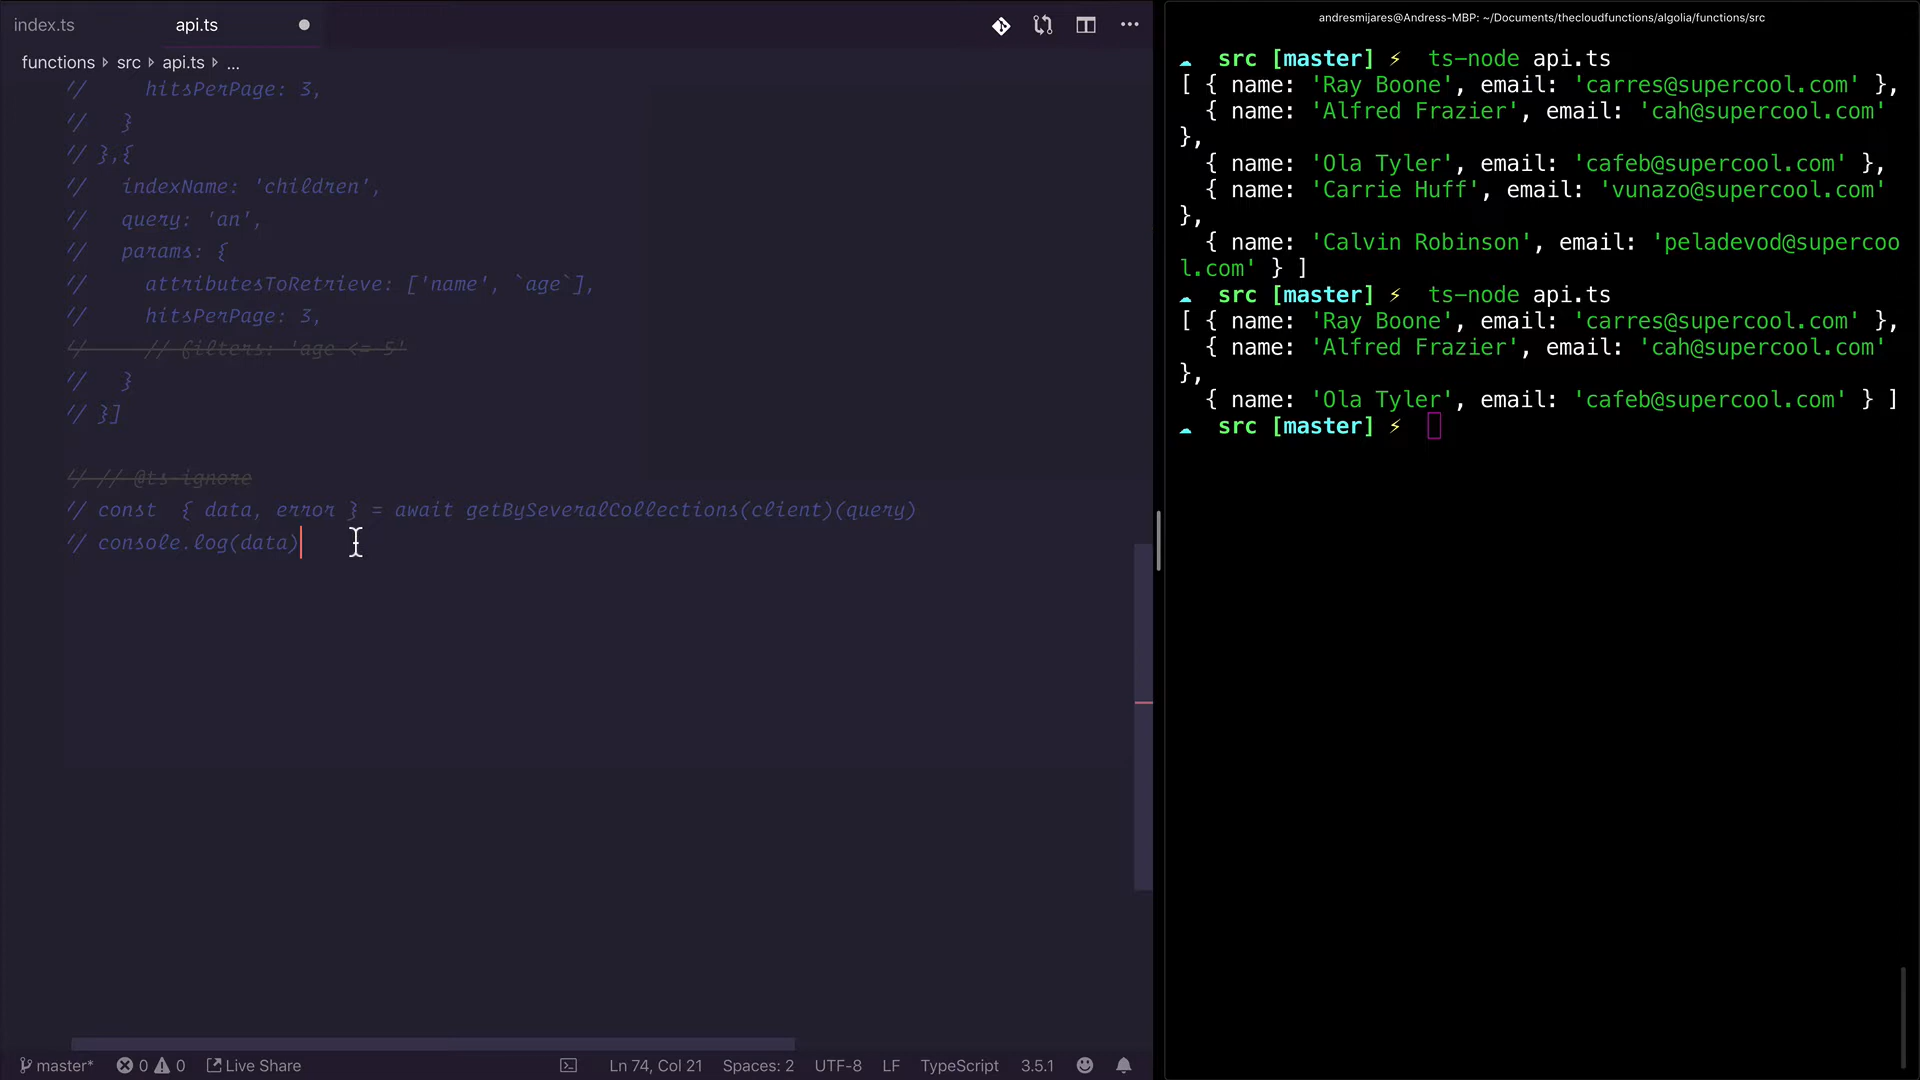 index.ts
api.ts
functions src api.ts ...
// hitsPerPage: 3,
// }
// },{
// indexName: 'children',
// query: 'an',
// params: {
// attributesToRetrieve: ['name', `age`],
// hitsPerPage: 3,
// // filters: 'age <= 5'
// }
// }]
// // @ts-ignore
// const { data, error } = await getBySeveralCollections(client)(query)
// console.log(data)
master* 0 0 Live Share Ln 74, Col 21 Spaces: 2 UTF-8 LF TypeScript 3.5.1
andresmijares@Andress-MBP: ~/Documents/thecloudfunctions/algolia/functions/src
src [master] ⚡ ts-node api.ts
[ { name: 'Ray Boone', email: 'carres@supercool.com' },
{ name: 'Alfred Frazier', email: 'cah@supercool.com'
},
{ name: 'Ola Tyler', email: 'cafeb@supercool.com' },
{ name: 'Carrie Huff', email: 'vunazo@supercool.com'
},
{ name: 'Calvin Robinson', email: 'peladevod@supercoo
l.com' } ]
src [master] ⚡ ts-node api.ts
[ { name: 'Ray Boone', email: 'carres@supercool.com' },
{ name: 'Alfred Frazier', email: 'cah@supercool.com'
},
{ name: 'Ola Tyler', email: 'cafeb@supercool.com' } ]
src [master] ⚡